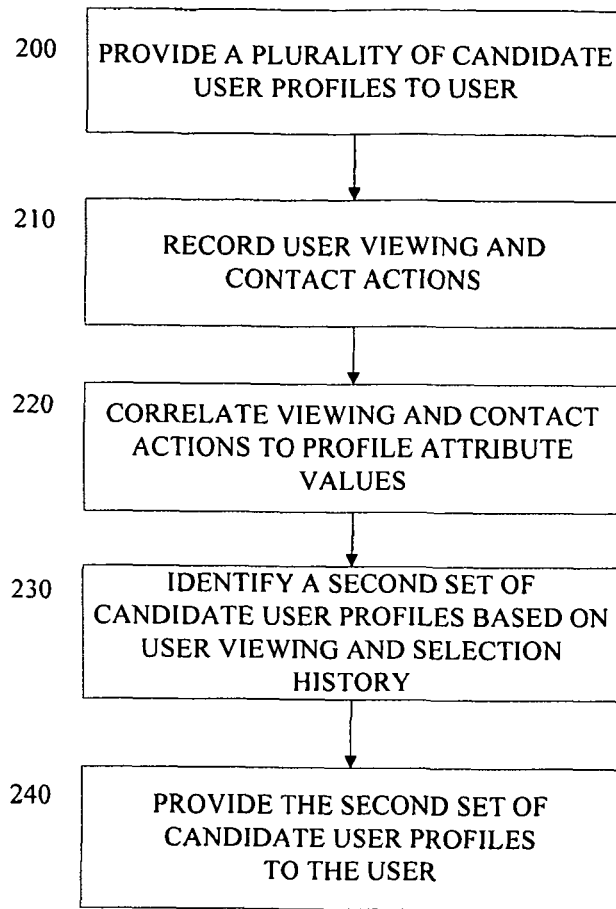 200
PROVIDE A PLURALITY OF CANDIDATE
USER PROFILES TO USER
210
RECORD USER VIEWING AND
CONTACT ACTIONS
220
CORRELATE VIEWING AND CONTACT
ACTIONS TO PROFILE ATTRIBUTE
VALUES
230
IDENTIFY A SECOND SET OF
CANDIDATE USER PROFILES BASED ON
USER VIEWING AND SELECTION
HISTORY
240
PROVIDE THE SECOND SET OF
CANDIDATE USER PROFILES
TO THE USER